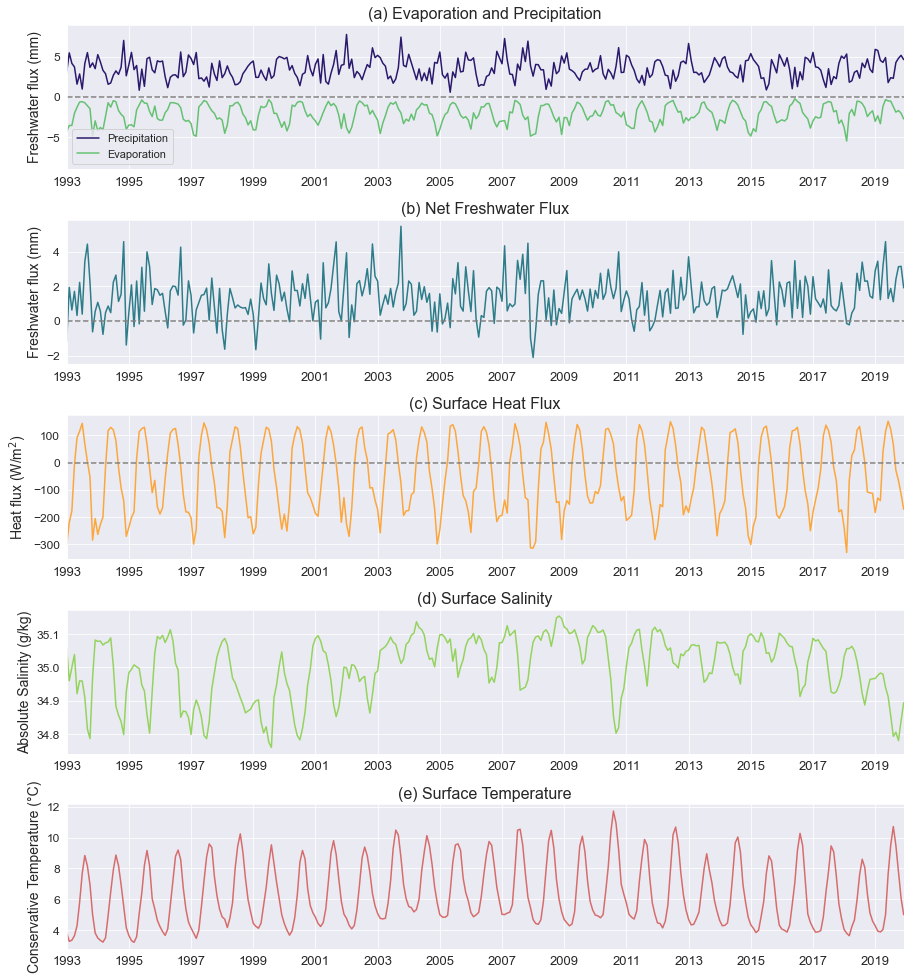 (a) Evaporation and Precipitation
Freshwater flux (mm)
5
0
−5
Precipitation
Evaporation
1993 1995 1997 1999 2001 2003 2005 2007 2009 2011 2013 2015 2017 2019
(b) Net Freshwater Flux
Freshwater flux (mm)
4
2
0
−2
1993 1995 1997 1999 2001 2003 2005 2007 2009 2011 2013 2015 2017 2019
(c) Surface Heat Flux
Heat flux (W/m²)
100
0
−100
−200
−300
1993 1995 1997 1999 2001 2003 2005 2007 2009 2011 2013 2015 2017 2019
(d) Surface Salinity
Absolute Salinity (g/kg)
35.1
35.0
34.9
34.8
1993 1995 1997 1999 2001 2003 2005 2007 2009 2011 2013 2015 2017 2019
(e) Surface Temperature
Conservative Temperature (°C)
12
10
8
6
4
1993 1995 1997 1999 2001 2003 2005 2007 2009 2011 2013 2015 2017 2019